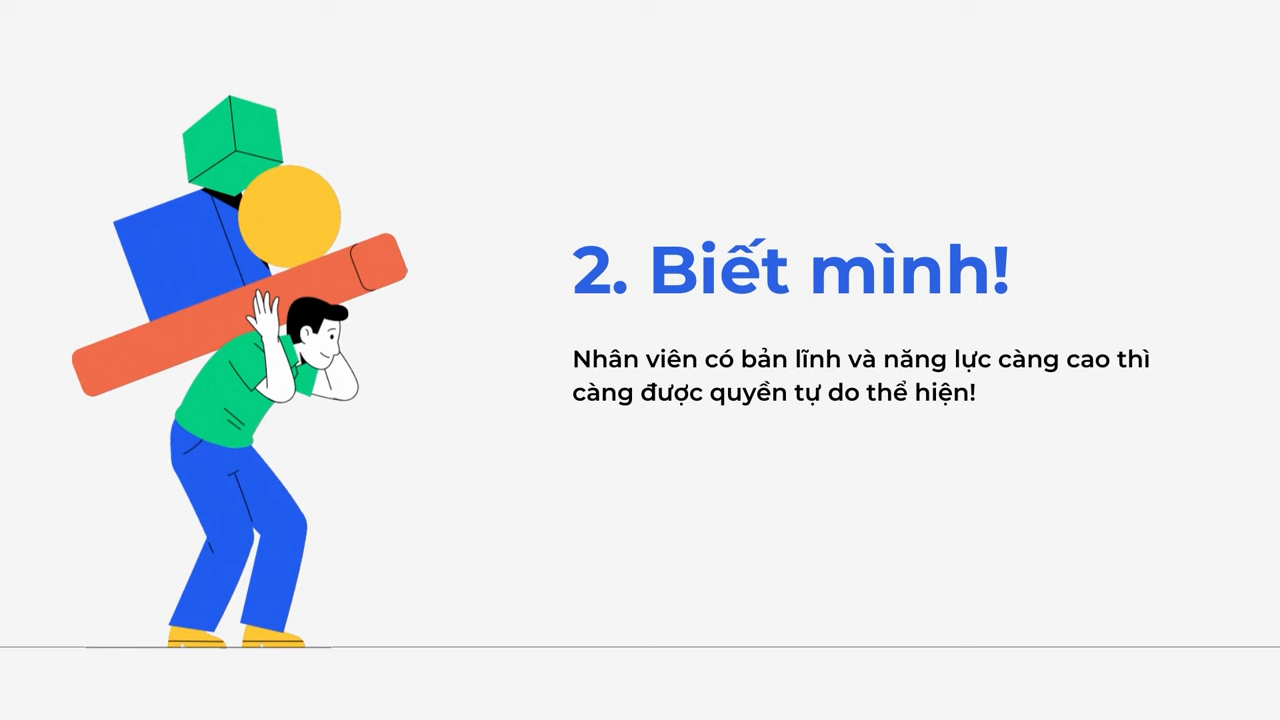 2. Biết mình!
Nhân viên có bản lĩnh và năng lực càng cao thì
càng được quyền tự do thể hiện!